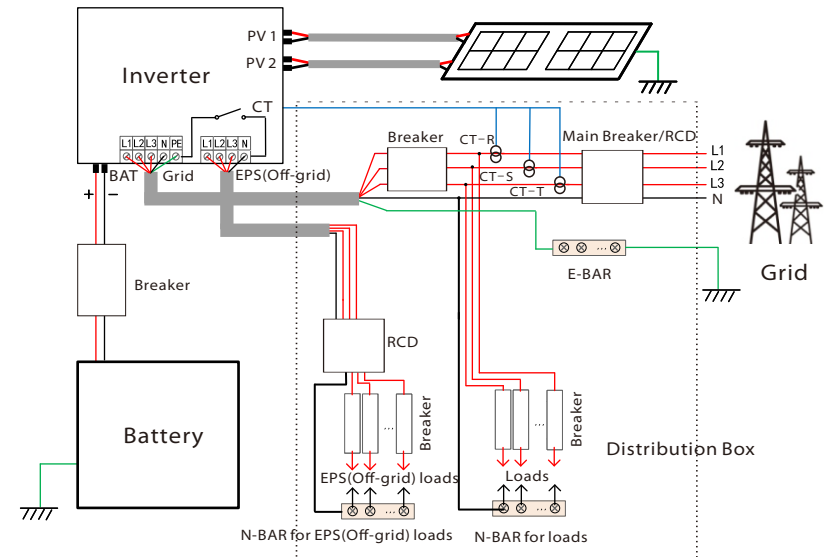 PV 1
PV 2
Inverter
CT
L1 L2 L3 N PE
L1 L2 L3 N
BAT
Grid
EPS(Off-grid)
+
−
Breaker
CT-R
CT-S
CT-T
Main Breaker/RCD
L1
L2
L3
N
Grid
E-BAR
...
Breaker
RCD
Battery
...
Breaker
...
Breaker
EPS(Off-grid) loads
Loads
Distribution Box
...
...
N-BAR for EPS(Off-grid) loads
N-BAR for loads